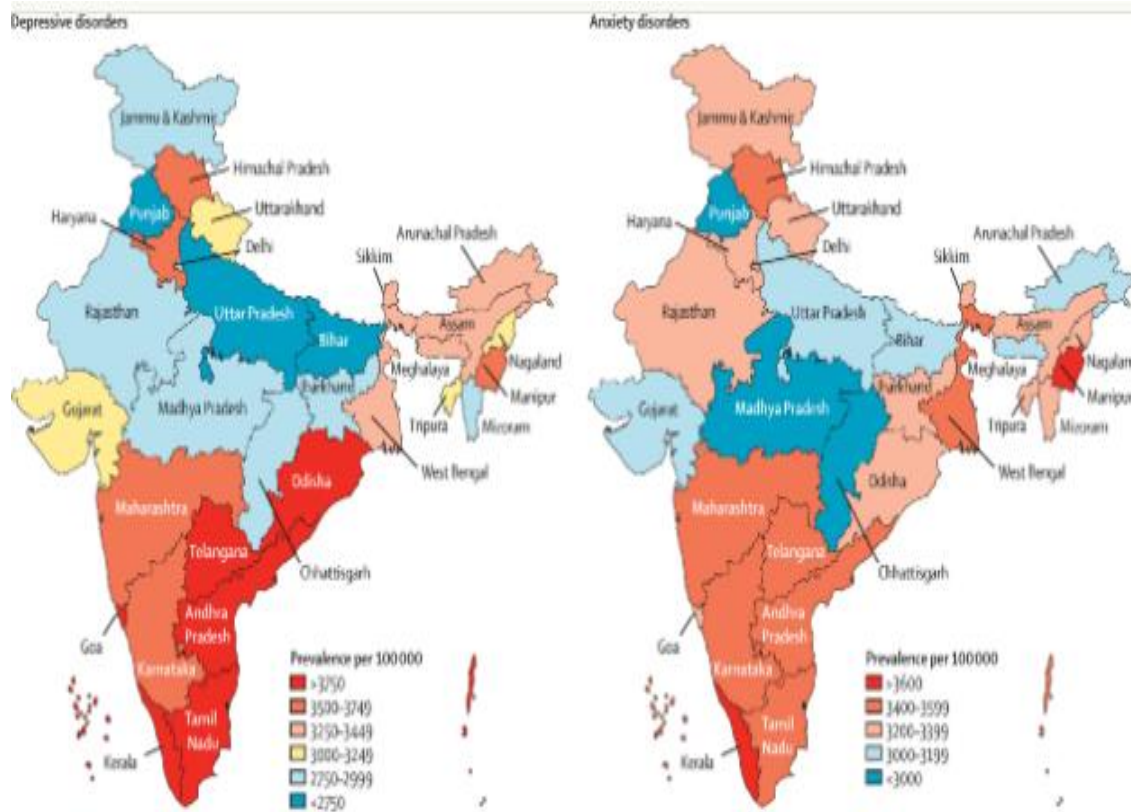 Depressive disorders
Jammu & Kashmir
Himachal Pradesh
Punjab
Uttarakhand
Haryana
Delhi
Arunachal Pradesh
Sikkim
Rajasthan
Uttar Pradesh
Assam
Bihar
Nagaland
Meghalaya
Jharkhand
Manipur
Gujarat
Madhya Pradesh
Tripura
Mizoram
West Bengal
Odisha
Maharashtra
Telangana
Chhattisgarh
Andhra
Pradesh
Goa
Karnataka
Tamil
Nadu
Kerala
Prevalence per 100000
>3750
3500–3749
3250–3449
3000–3249
2750–2999
<2750
Anxiety disorders
Jammu & Kashmir
Himachal Pradesh
Punjab
Uttarakhand
Haryana
Delhi
Arunachal Pradesh
Sikkim
Rajasthan
Uttar Pradesh
Assam
Bihar
Nagaland
Meghalaya
Jharkhand
Manipur
Gujarat
Madhya Pradesh
Tripura
Mizoram
West Bengal
Odisha
Maharashtra
Telangana
Chhattisgarh
Andhra
Pradesh
Goa
Karnataka
Tamil
Nadu
Kerala
Prevalence per 100000
>3600
3400–3599
3200–3399
3000–3199
<3000